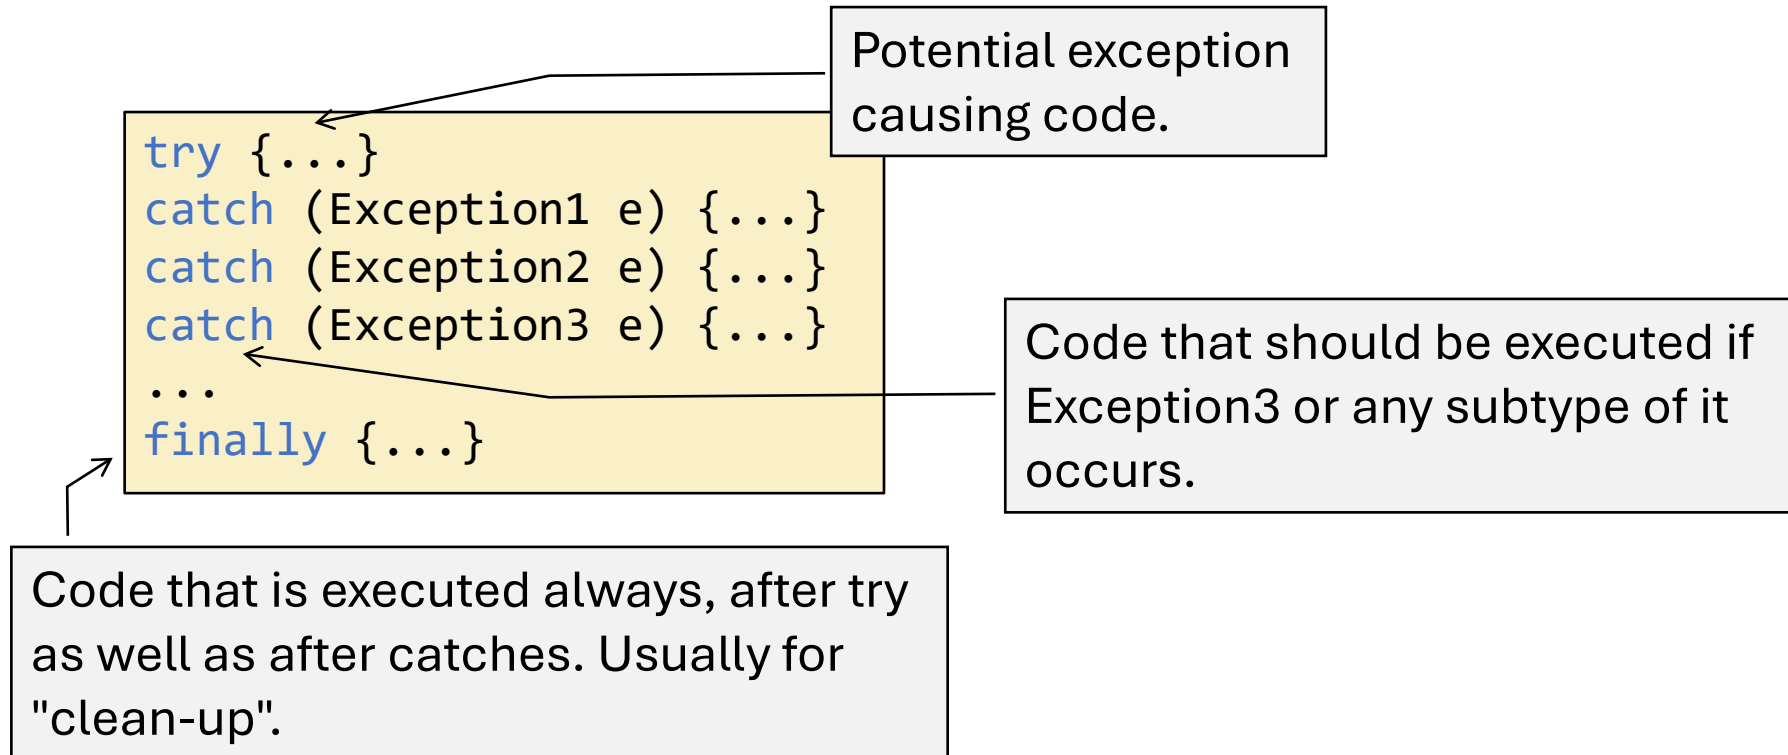 Potential exception
causing code.
try {...}
catch (Exception1 e) {...}
catch (Exception2 e) {...}
catch (Exception3 e) {...}
...
finally {...}
Code that should be executed if
Exception3 or any subtype of it
occurs.
Code that is executed always, after try
as well as after catches. Usually for
"clean-up".